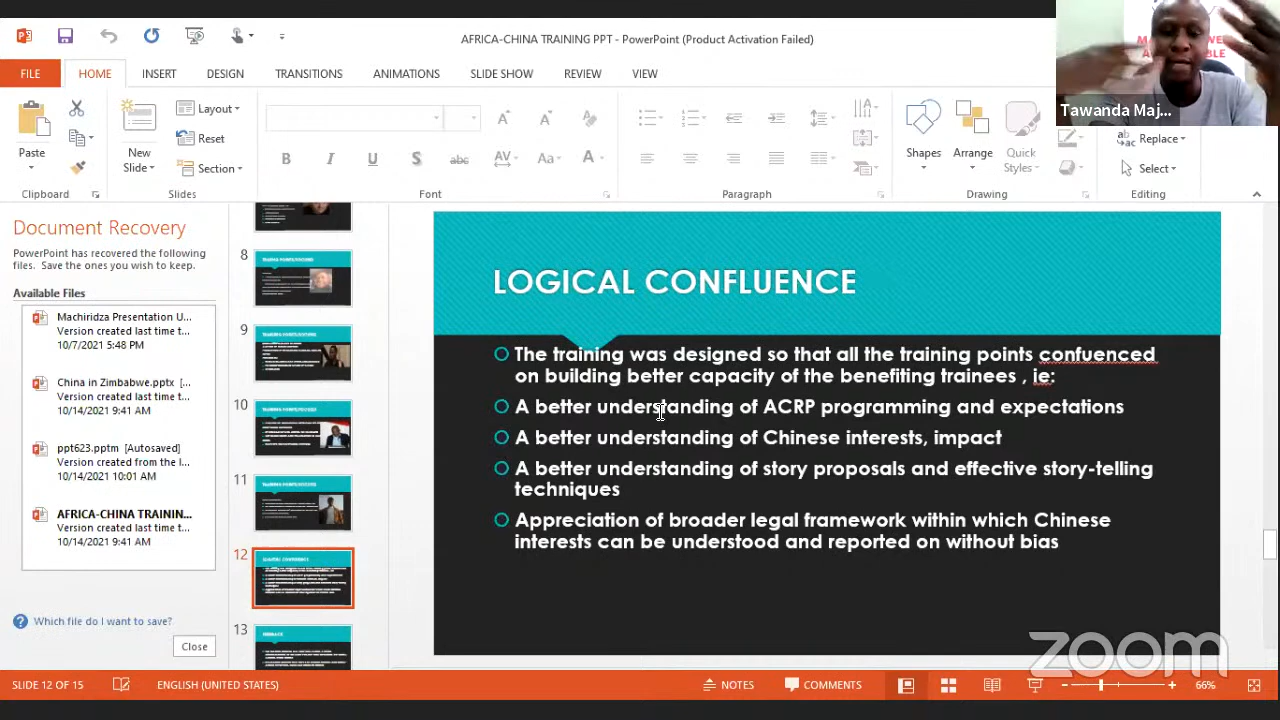 AFRICA-CHINA TRAINING PPT - PowerPoint (Product Activation Failed)
FILE
HOME
INSERT
DESIGN
TRANSITIONS
ANIMATIONS
SLIDE SHOW
REVIEW
VIEW
Tawanda Maj...
Paste
New
Slide
Layout
Reset
Section
Shapes
Arrange
Quick
Styles
Replace
Select
Clipboard
Slides
Font
Paragraph
Drawing
Editing
Document Recovery
PowerPoint has recovered the following
files. Save the ones you wish to keep.
Available Files
Machiridza Presentation U...
Version created last time t...
10/7/2021 5:48 PM
China in Zimbabwe.pptx [...
Version created last time t...
10/14/2021 9:41 AM
ppt623.pptm [Autosaved]
Version created from the l...
10/14/2021 10:01 AM
AFRICA-CHINA TRAININ...
Version created last time t...
10/14/2021 9:41 AM
Which file do I want to save?
Close
8
9
10
11
12
13
LOGICAL CONFLUENCE
The training was designed so that all the training points
on building better capacity of the benefiting trainees , ie:
A better understanding of ACRP programming and expectations
A better understanding of Chinese interests, impact
A better understanding of story proposals and effective story-telling
techniques
Appreciation of broader legal framework within which Chinese
interests can be understood and reported on without bias
zoom
SLIDE 12 OF 15
ENGLISH (UNITED STATES)
NOTES
COMMENTS
66%